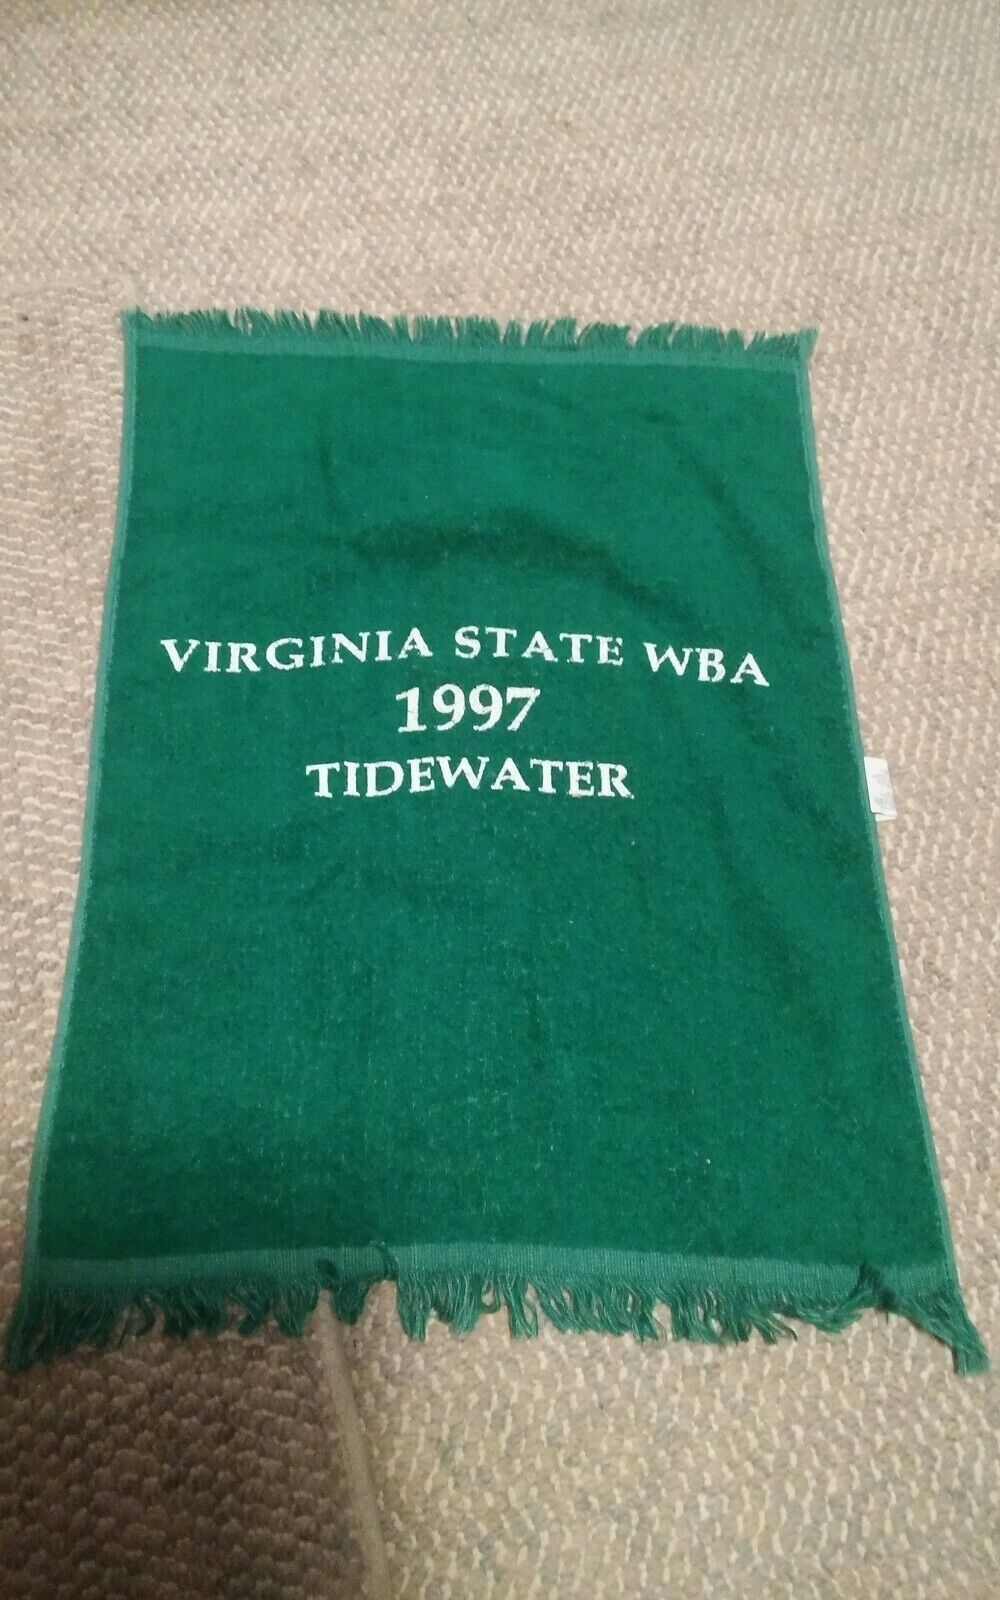 VIRGINIA STATE WBA
1997
TIDEWATER